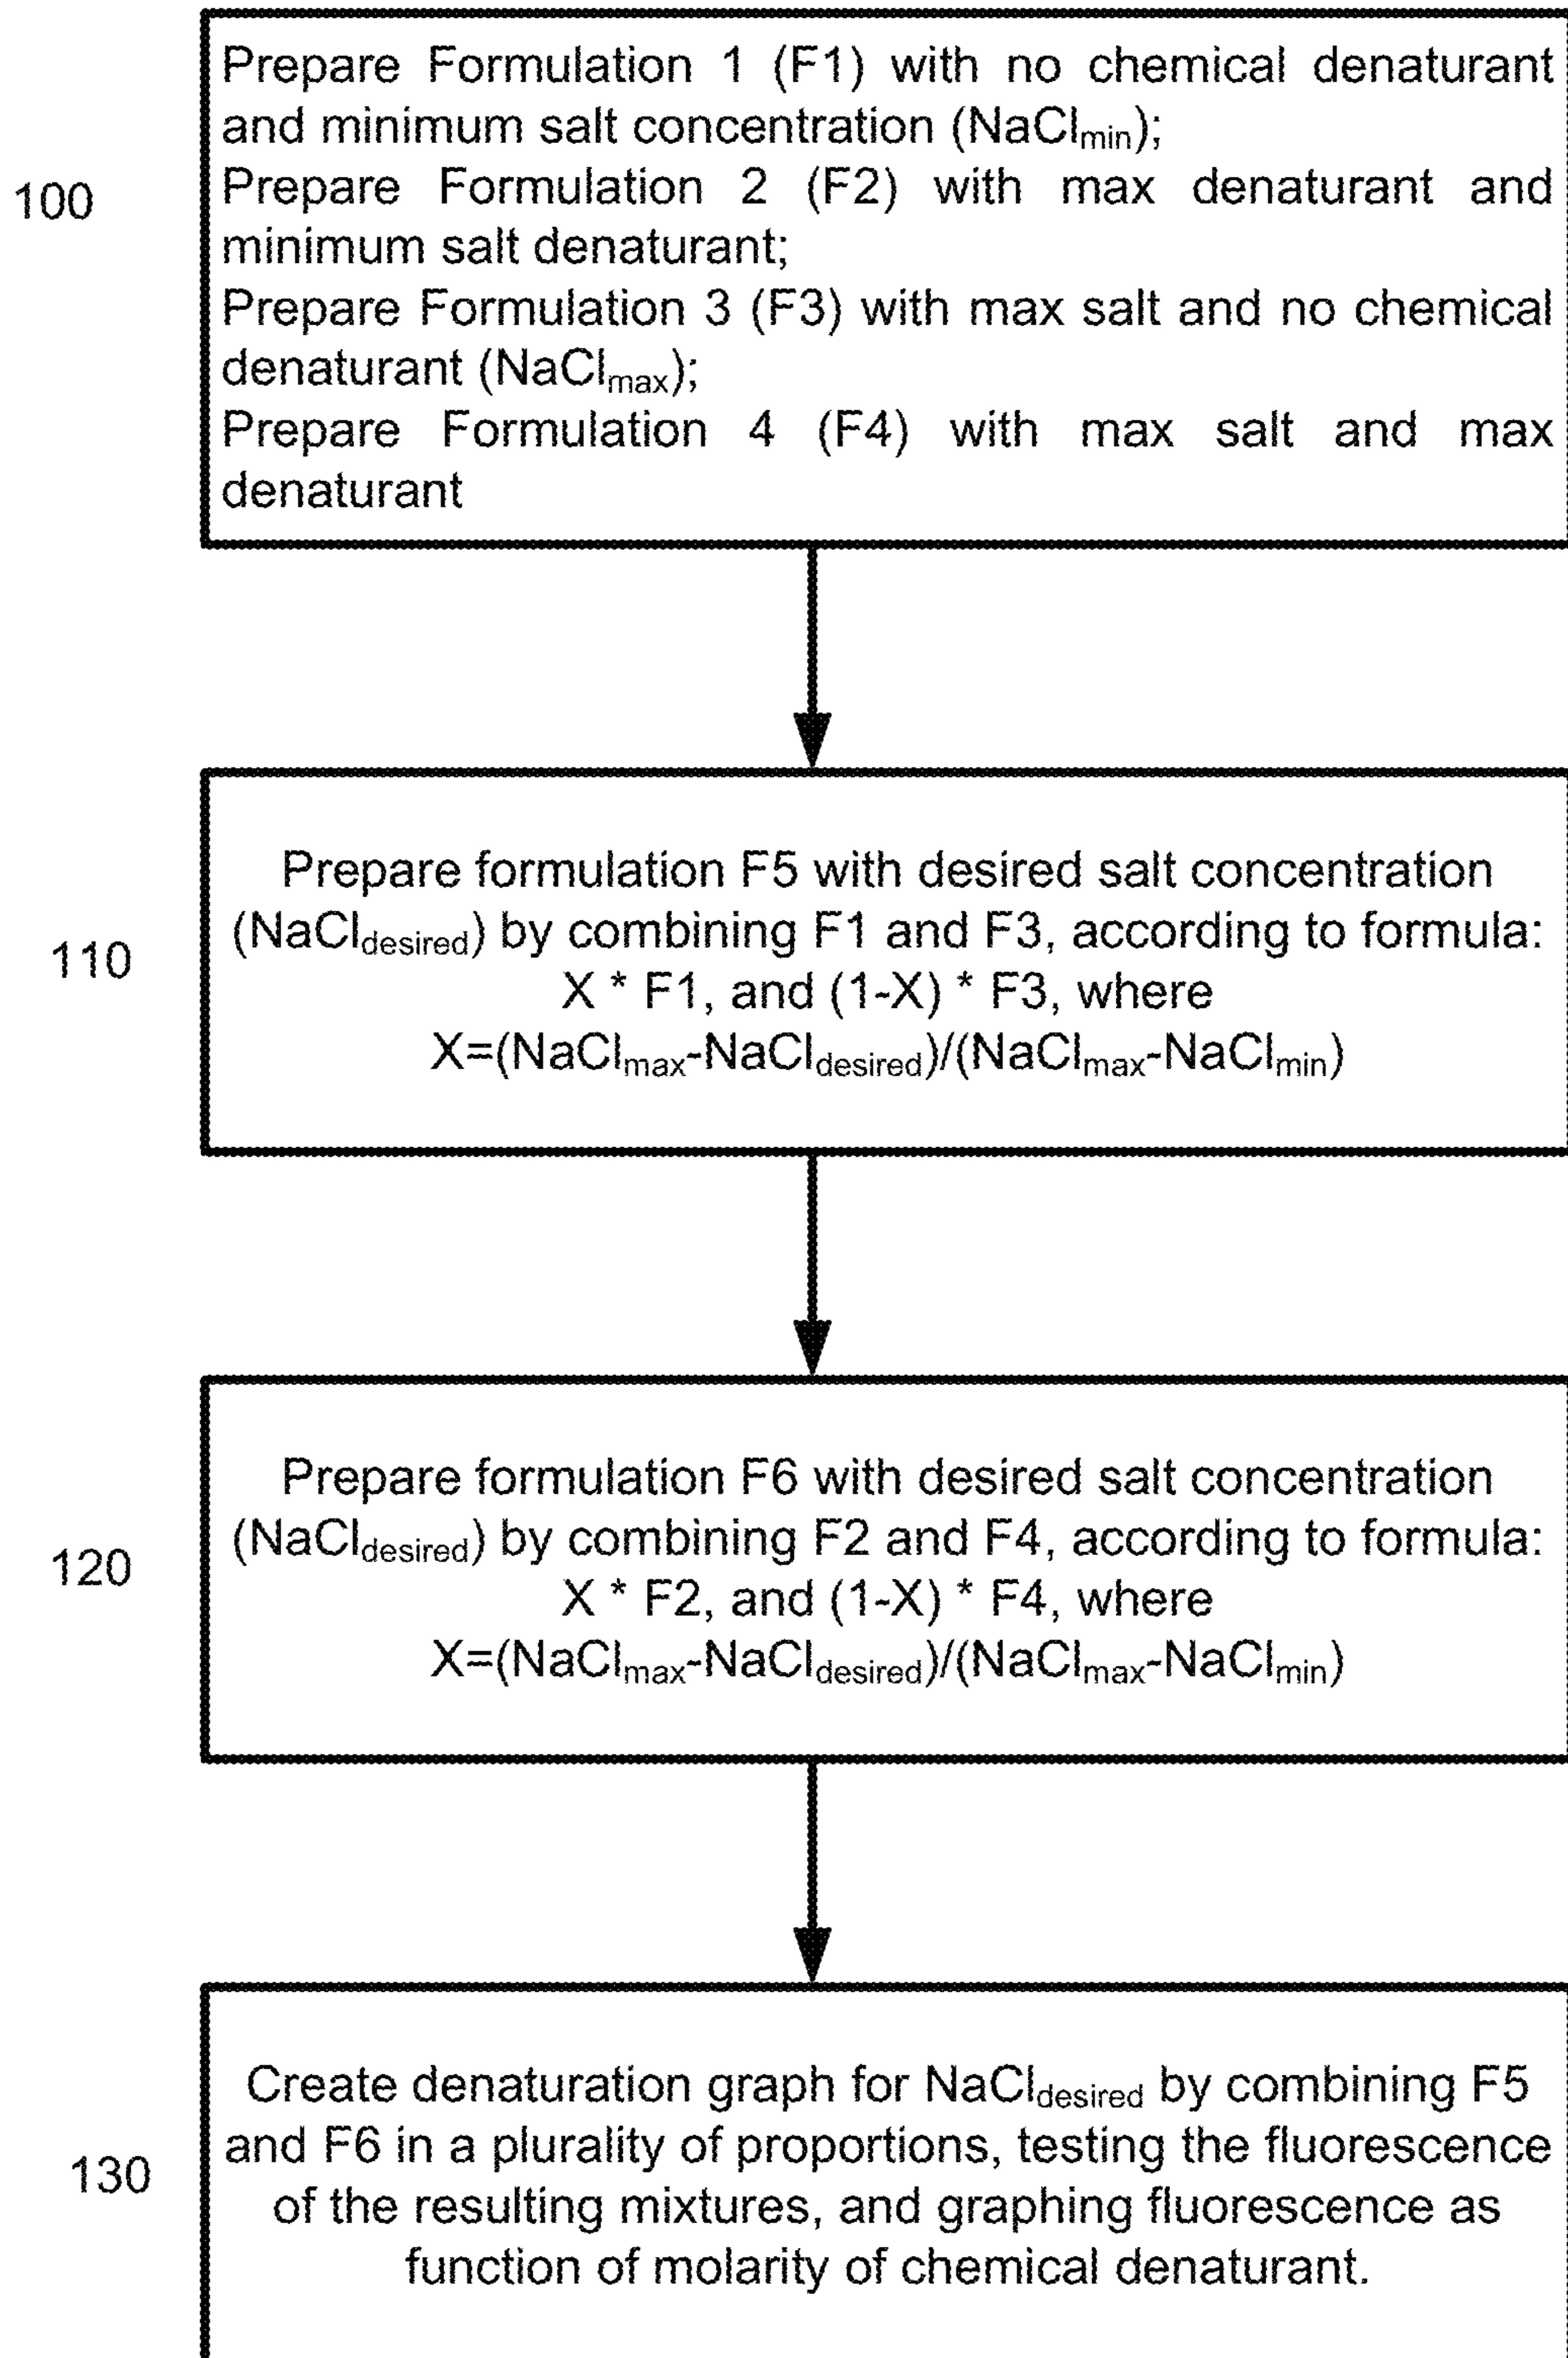 100
Prepare Formulation 1 (F1) with no chemical denaturant
and minimum salt concentration (NaClmin);
Prepare Formulation 2 (F2) with max denaturant and
minimum salt denaturant;
Prepare Formulation 3 (F3) with max salt and no chemical
denaturant (NaClmax);
Prepare Formulation 4 (F4) with max salt and max
denaturant
110
Prepare formulation F5 with desired salt concentration
(NaCldesired) by combining F1 and F3, according to formula:
X * F1, and (1-X) * F3, where
X=(NaClmax-NaCldesired)/(NaClmax-NaClmin)
120
Prepare formulation F6 with desired salt concentration
(NaCldesired) by combining F2 and F4, according to formula:
X * F2, and (1-X) * F4, where
X=(NaClmax-NaCldesired)/(NaClmax-NaClmin)
130
Create denaturation graph for NaCldesired by combining F5
and F6 in a plurality of proportions, testing the fluorescence
of the resulting mixtures, and graphing fluorescence as
function of molarity of chemical denaturant.